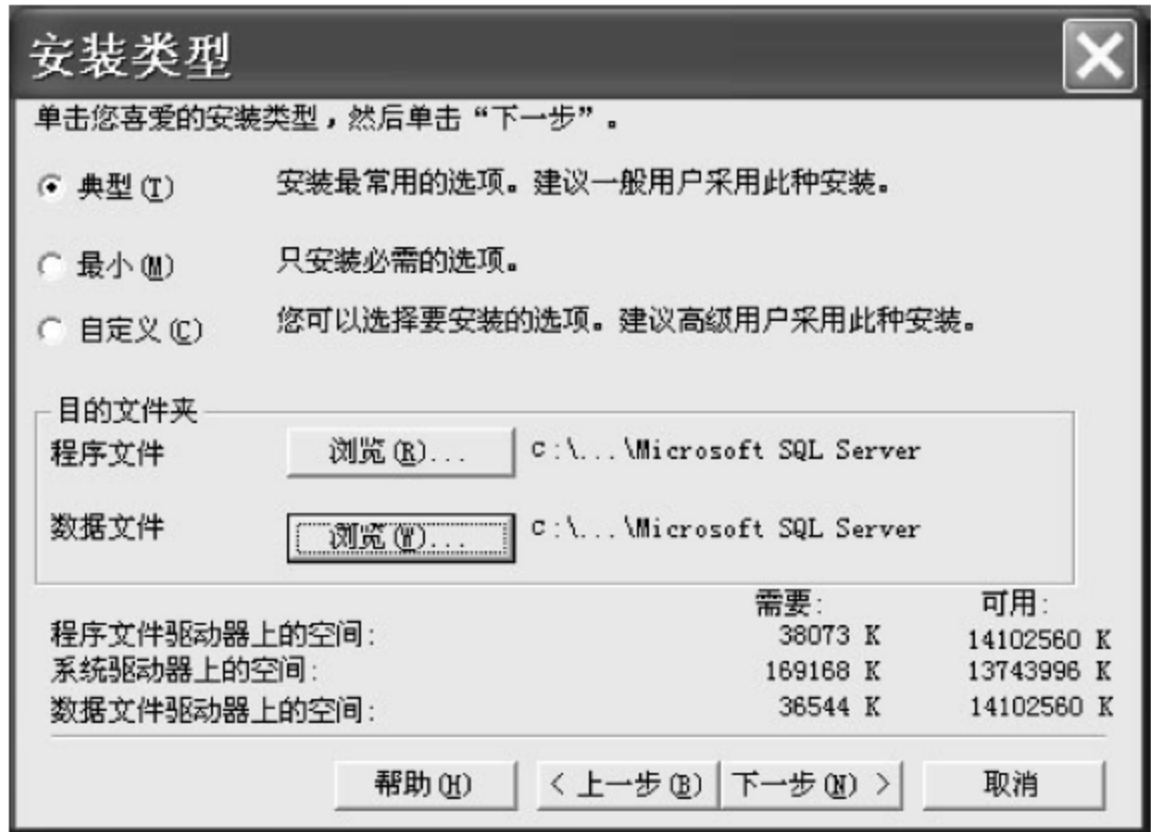 安装类型
单击您喜爱的安装类型，然后单击“下一步”。
典型(T) 安装最常用的选项。建议一般用户采用此种安装。
最小(M) 只安装必需的选项。
自定义(C) 您可以选择要安装的选项。建议高级用户采用此种安装。
目的文件夹
程序文件 浏览(R)... c:\...\Microsoft SQL Server
数据文件 浏览(W)... c:\...\Microsoft SQL Server
需要: 可用:
程序文件驱动器上的空间: 38073 K 14102560 K
系统驱动器上的空间: 169168 K 13743996 K
数据文件驱动器上的空间: 36544 K 14102560 K
帮助(H) < 上一步(B) 下一步(N) > 取消